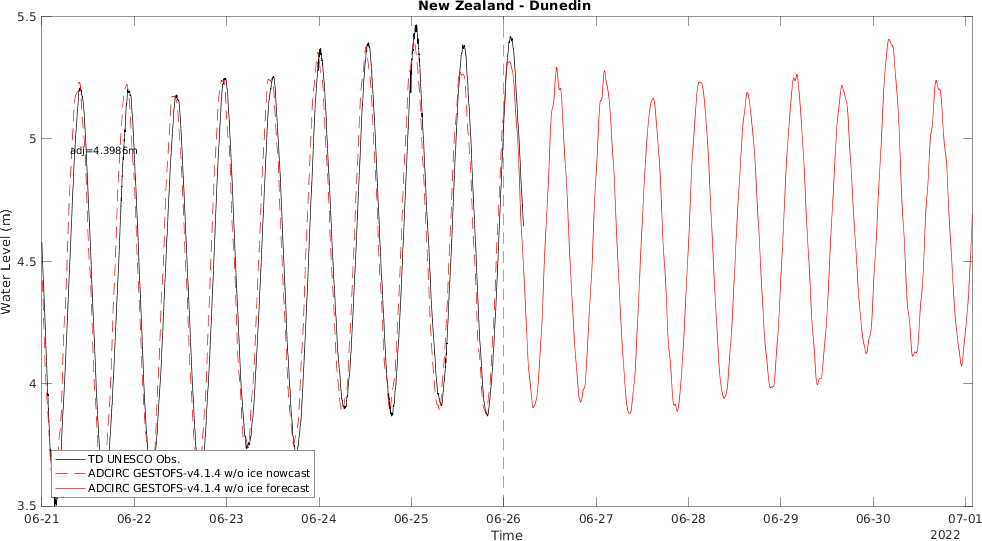 New Zealand - Dunedin
5.5
5
4.5
4
3.5
Water Level (m)
adj=4.3986m
TD UNESCO Obs.
ADCIRC GESTOFS-v4.1.4 w/o ice nowcast
ADCIRC GESTOFS-v4.1.4 w/o ice forecast
06-21 06-22 06-23 06-24 06-25 06-26 06-27 06-28 06-29 06-30 07-01
Time
2022